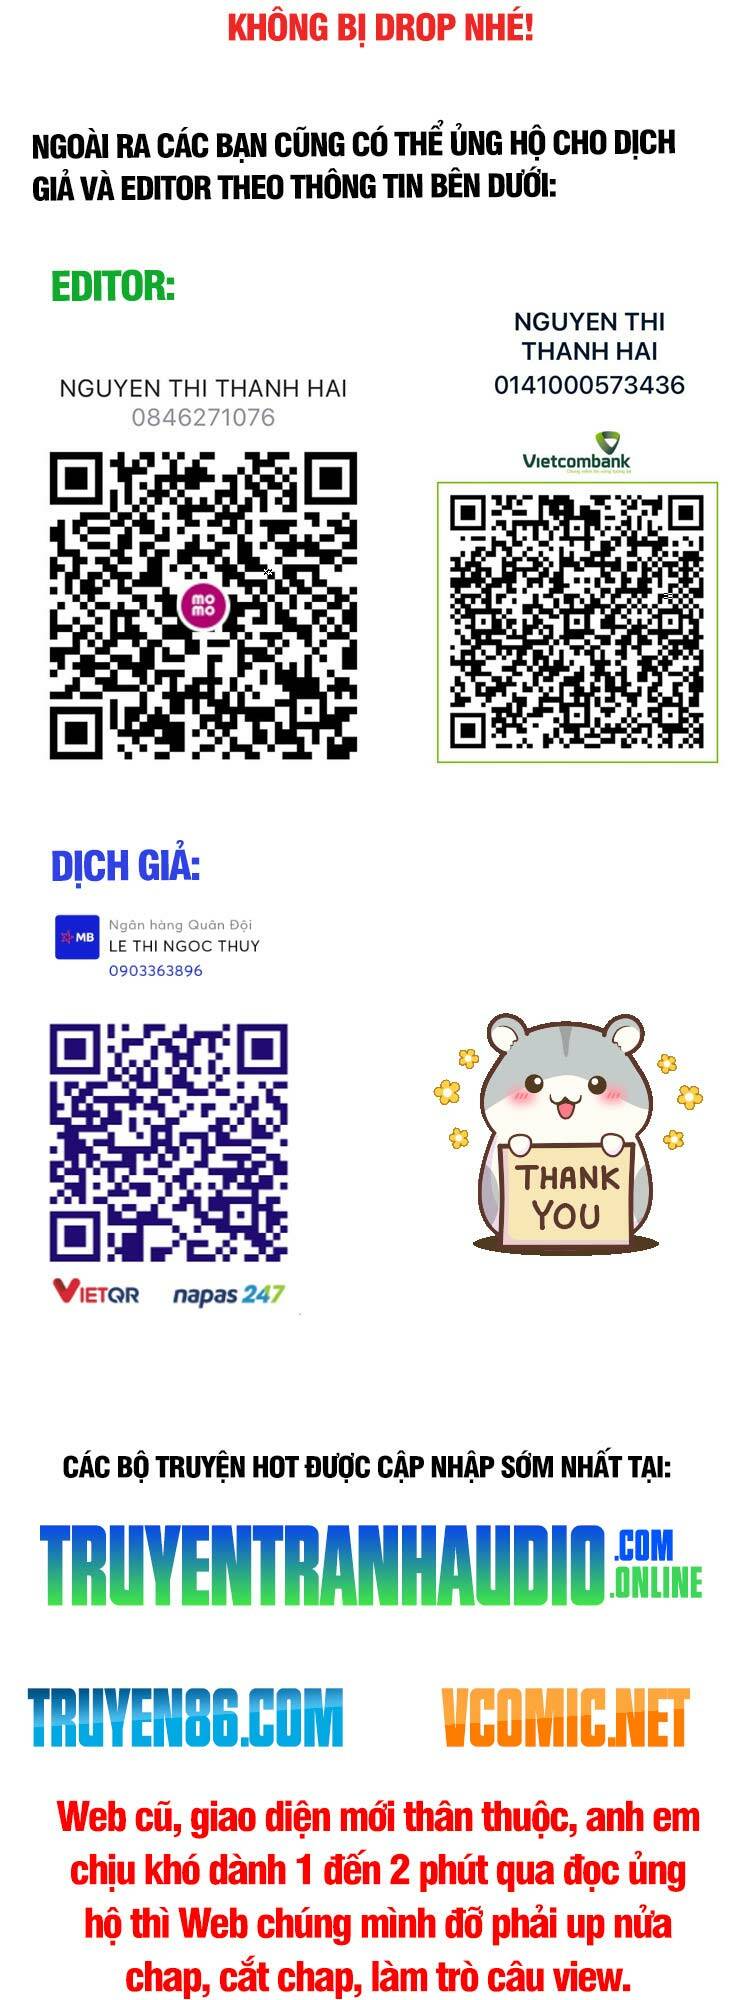 KHÔNG BỊ DROP NHÉ!
NGOÀI RA CÁC BẠN CŨNG CÓ THỂ ỦNG HỘ CHO DỊCH
GIẢ VÀ EDITOR THEO THÔNG TIN BÊN DƯỚI:
EDITOR:
NGUYEN THI THANH HAI
0846271076
momo
NGUYEN THI
THANH HAI
0141000573436
Vietcombank
DỊCH GIẢ:
MB
Ngân hàng Quân Đội
LE THI NGOC THUY
0903363896
VIETQR
napas 247
THANK
YOU
CÁC BỘ TRUYỆN HOT ĐƯỢC CẬP NHẬP SỚM NHẤT TẠI:
TRUYENTRANHAUDIO.COM
.ONLINE
TRUYEN86.COM
VCOMIC.NET
Web cũ, giao diện mới thân thuộc, anh em
chịu khó dành 1 đến 2 phút qua đọc ủng
hộ thì Web chúng mình đỡ phải up nửa
chap, cắt chap, làm trò câu view.